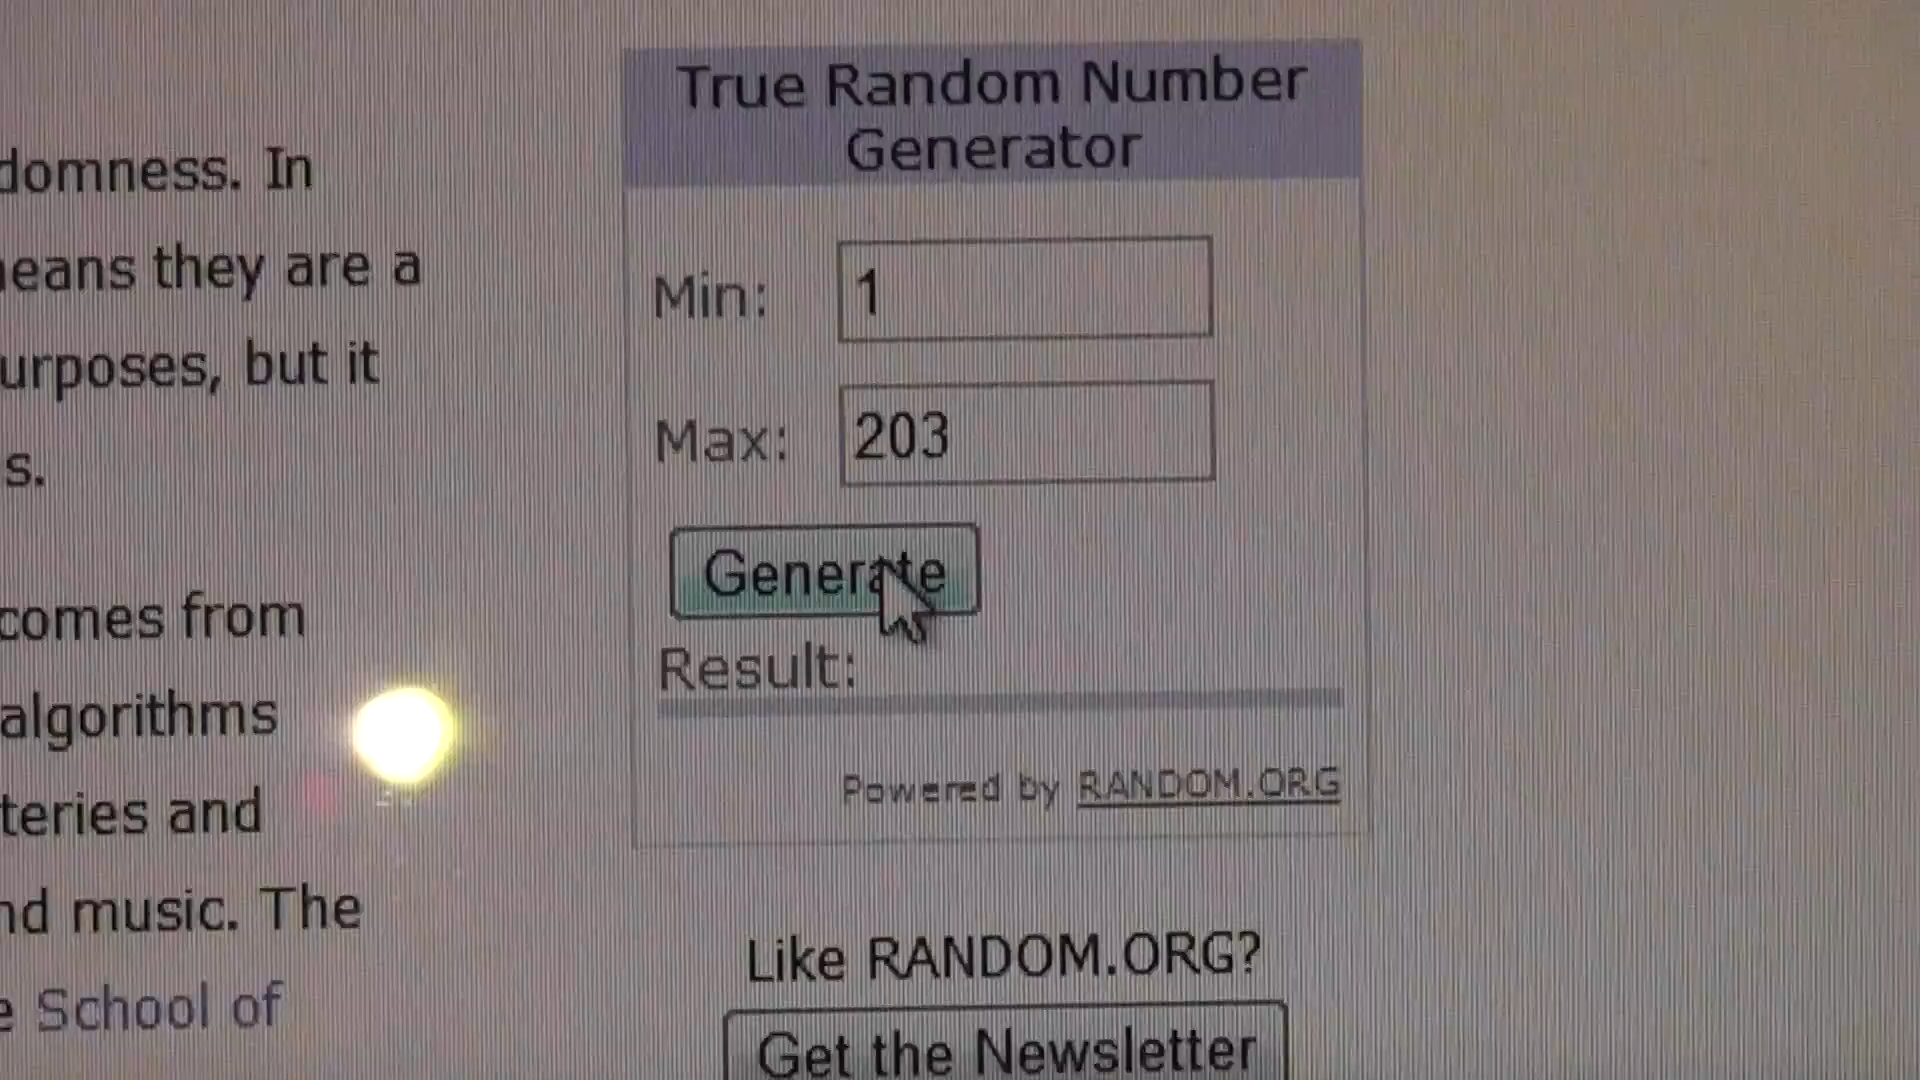 domness. In
eans they are a
urposes, but it
s.
comes from
algorithms
teries and
nd music. The
e School of
True Random Number
Generator
Min: 1
Max: 203
Generate
Result:
Powered by RANDOM.ORG
Like RANDOM.ORG?
Get the Newsletter